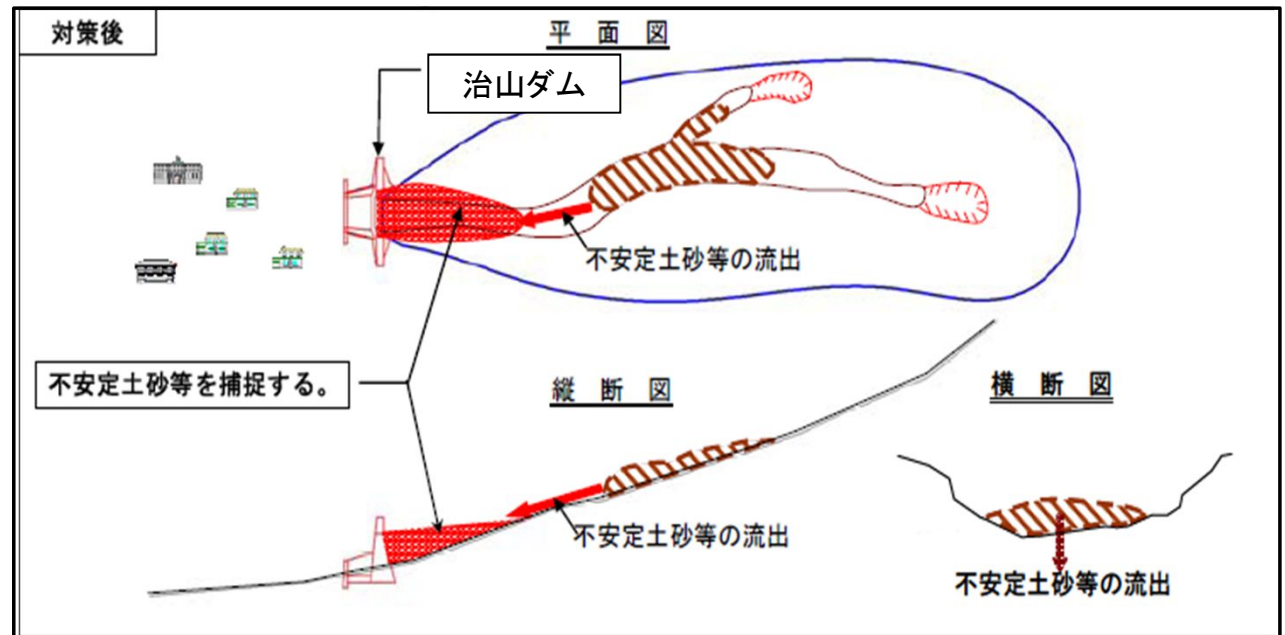 対策後
平 面 図
治山ダム
不安定土砂等の流出
不安定土砂等を捕捉する。
縦 断 図
横 断 図
不安定土砂等の流出
不安定土砂等の流出